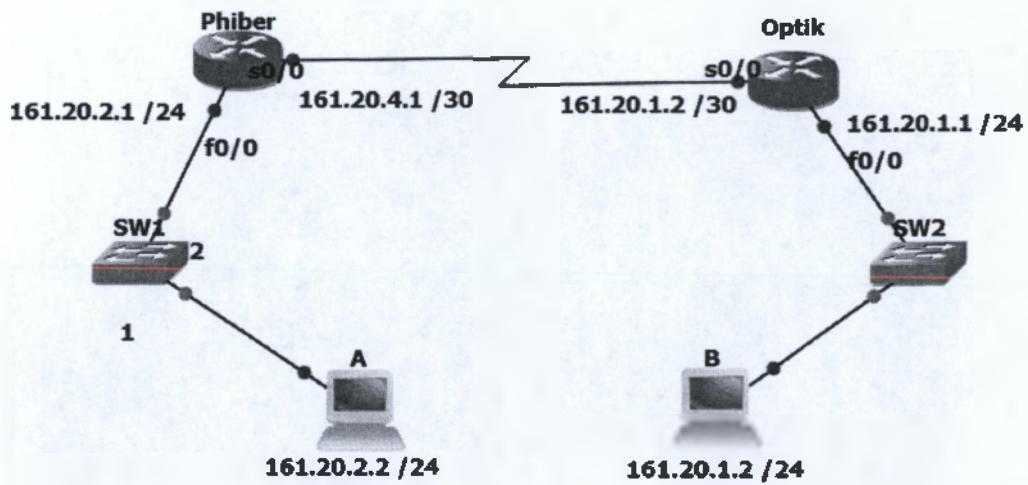 Phiber
Optik
s0/0
s0/0
161.20.2.1 /24
161.20.4.1 /30
161.20.1.2 /30
161.20.1.1 /24
f0/0
f0/0
SW1
SW2
2
1
A
B
161.20.2.2 /24
161.20.1.2 /24